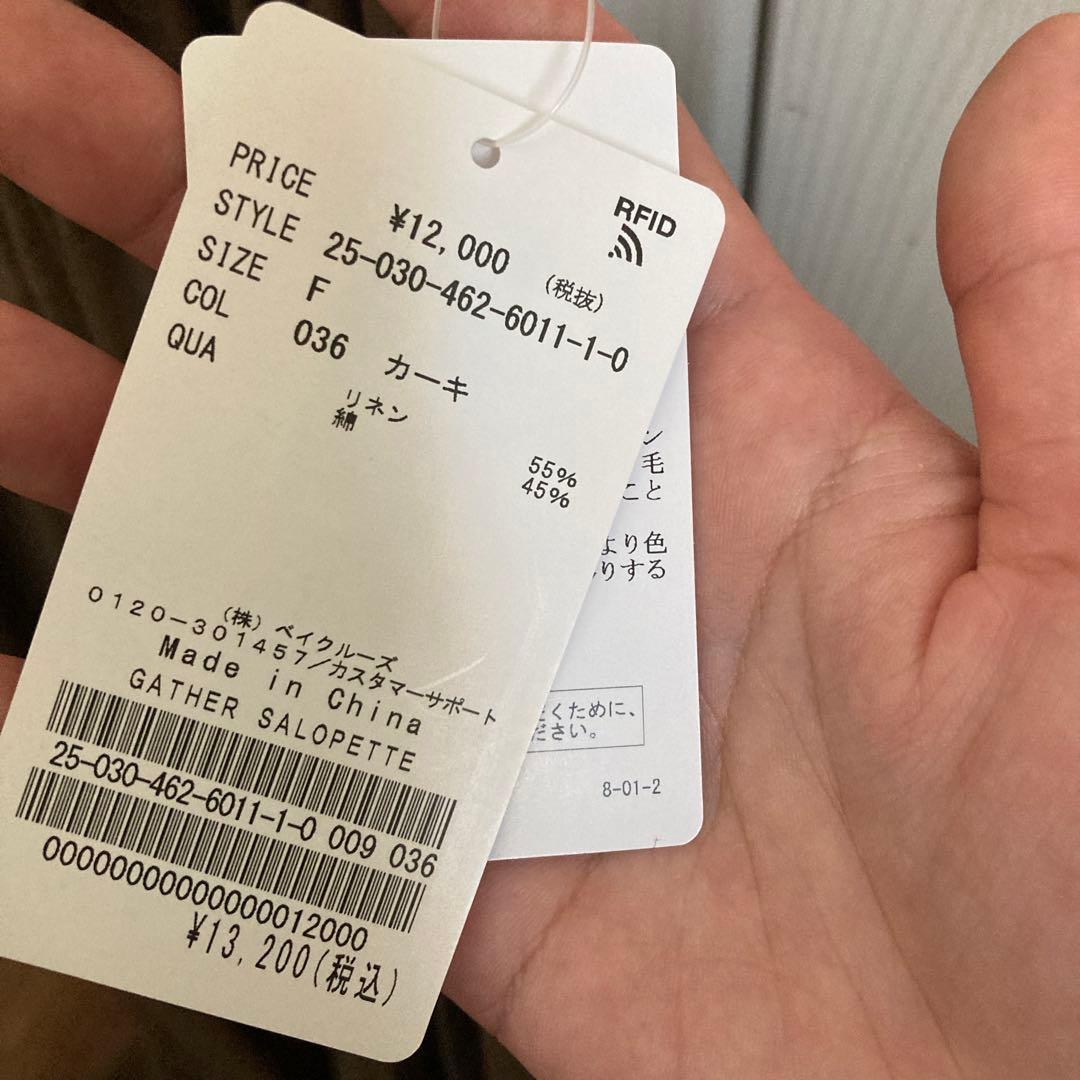 RFID
PRICE ¥12,000 (税抜)
STYLE 25-030-462-6011-1-0
SIZE F
COL 036 カーキ
QUA
リネン 55%
綿 45%
(株) ベイクルーズ
0120-301457/カスタマーサポート
Made in China
GATHER SALOPETTE
25-030-462-6011-1-0 009 036
0000000000000012000
¥13,200(税込)
ン
毛
こと
より色
りする
くために、
ださい。
8-01-2